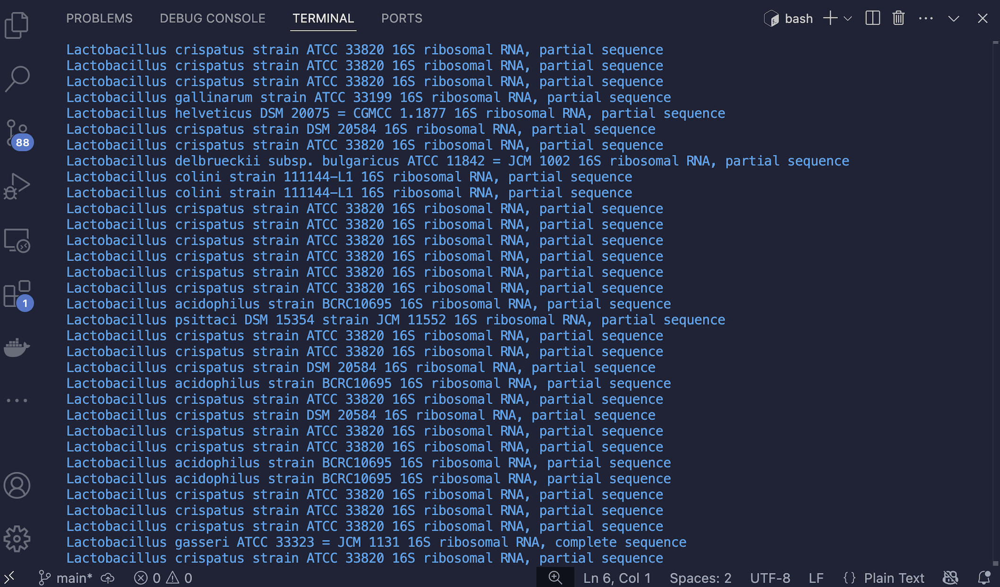 PROBLEMS DEBUG CONSOLE TERMINAL PORTS bash
Lactobacillus crispatus strain ATCC 33820 16S ribosomal RNA, partial sequence
Lactobacillus crispatus strain ATCC 33820 16S ribosomal RNA, partial sequence
Lactobacillus crispatus strain ATCC 33820 16S ribosomal RNA, partial sequence
Lactobacillus gallinarum strain ATCC 33199 16S ribosomal RNA, partial sequence
Lactobacillus helveticus DSM 20075 = CGMCC 1.1877 16S ribosomal RNA, partial sequence
Lactobacillus crispatus strain DSM 20584 16S ribosomal RNA, partial sequence
Lactobacillus crispatus strain ATCC 33820 16S ribosomal RNA, partial sequence
Lactobacillus delbrueckii subsp. bulgaricus ATCC 11842 = JCM 1002 16S ribosomal RNA, partial sequence
Lactobacillus colini strain 111144-L1 16S ribosomal RNA, partial sequence
Lactobacillus colini strain 111144-L1 16S ribosomal RNA, partial sequence
Lactobacillus crispatus strain ATCC 33820 16S ribosomal RNA, partial sequence
Lactobacillus crispatus strain ATCC 33820 16S ribosomal RNA, partial sequence
Lactobacillus crispatus strain ATCC 33820 16S ribosomal RNA, partial sequence
Lactobacillus crispatus strain ATCC 33820 16S ribosomal RNA, partial sequence
Lactobacillus crispatus strain ATCC 33820 16S ribosomal RNA, partial sequence
Lactobacillus crispatus strain ATCC 33820 16S ribosomal RNA, partial sequence
Lactobacillus acidophilus strain BCRC10695 16S ribosomal RNA, partial sequence
Lactobacillus psittaci DSM 15354 strain JCM 11552 16S ribosomal RNA, partial sequence
Lactobacillus crispatus strain ATCC 33820 16S ribosomal RNA, partial sequence
Lactobacillus crispatus strain ATCC 33820 16S ribosomal RNA, partial sequence
Lactobacillus crispatus strain DSM 20584 16S ribosomal RNA, partial sequence
Lactobacillus acidophilus strain BCRC10695 16S ribosomal RNA, partial sequence
Lactobacillus crispatus strain ATCC 33820 16S ribosomal RNA, partial sequence
Lactobacillus crispatus strain DSM 20584 16S ribosomal RNA, partial sequence
Lactobacillus crispatus strain ATCC 33820 16S ribosomal RNA, partial sequence
Lactobacillus crispatus strain ATCC 33820 16S ribosomal RNA, partial sequence
Lactobacillus acidophilus strain BCRC10695 16S ribosomal RNA, partial sequence
Lactobacillus acidophilus strain BCRC10695 16S ribosomal RNA, partial sequence
Lactobacillus crispatus strain ATCC 33820 16S ribosomal RNA, partial sequence
Lactobacillus crispatus strain ATCC 33820 16S ribosomal RNA, partial sequence
Lactobacillus crispatus strain ATCC 33820 16S ribosomal RNA, partial sequence
Lactobacillus gasseri ATCC 33323 = JCM 1131 16S ribosomal RNA, complete sequence
Lactobacillus crispatus strain ATCC 33820 16S ribosomal RNA, partial sequence
88
1
main* 0 0 Ln 6, Col 1 Spaces: 2 UTF-8 LF {} Plain Text